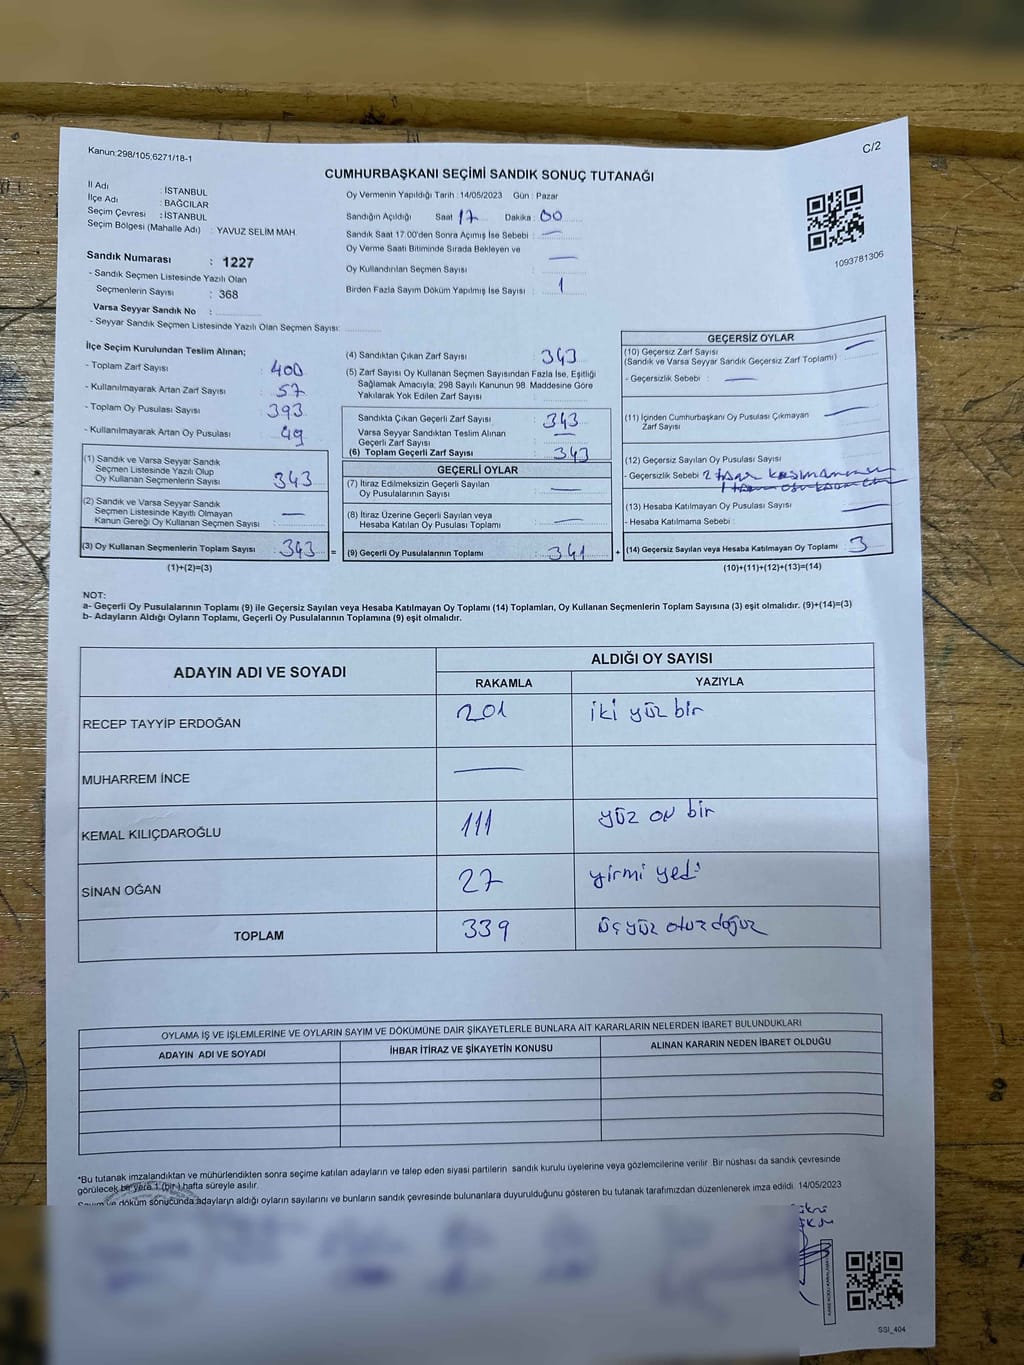 Kanun:298/105,6271/18-1
C/2
CUMHURBAŞKANI SEÇİMİ SANDIK SONUÇ TUTANAĞI
İl Adı : İSTANBUL
İlçe Adı : BAĞCILAR
Seçim Çevresi : İSTANBUL
Seçim Bölgesi (Mahalle Adı) : YAVUZ SELİM MAH.
Sandık Numarası : 1227
- Sandık Seçmen Listesinde Yazılı Olan
Seçmenlerin Sayısı : 368
Varsa Seyyar Sandık No :
- Seyyar Sandık Seçmen Listesinde Yazılı Olan Seçmen Sayısı:
Oy Vermenin Yapıldığı Tarih :14/05/2023 Gün : Pazar
Sandığın Açıldığı Saat 17 Dakika : 00
Sandık Saat 17:00'den Sonra Açımış İse Sebebi : —
Oy Verme Saati Bitiminde Sırada Bekleyen ve
Oy Kullandırılan Seçmen Sayısı —
Birden Fazla Sayım Döküm Yapılmış İse Sayısı : 1
1093781306
İlçe Seçim Kurulundan Teslim Alınan;
- Toplam Zarf Sayısı : 400
- Kullanılmayarak Artan Zarf Sayısı : 57
- Toplam Oy Pusulası Sayısı : 393
- Kullanılmayarak Artan Oy Pusulası : 49
(1) Sandık ve Varsa Seyyar Sandık
Seçmen Listesinde Yazılı Olup
Oy Kullanan Seçmenlerin Sayısı : 343
(2) Sandık ve Varsa Seyyar Sandık
Seçmen Listesinde Kayıtlı Olmayan
Kanun Gereği Oy Kullanan Seçmen Sayısı : —
(3) Oy Kullanan Seçmenlerin Toplam Sayısı : 343 =
(1)+(2)=(3)
(4) Sandıktan Çıkan Zarf Sayısı : 343
(5) Zarf Sayısı Oy Kullanan Seçmen Sayısından Fazla İse, Eşitliği
Sağlamak Amacıyla; 298 Sayılı Kanunun 98. Maddesine Göre
Yakılarak Yok Edilen Zarf Sayısı :
Sandıkta Çıkan Geçerli Zarf Sayısı : 343
Varsa Seyyar Sandıktan Teslim Alınan
Geçerli Zarf Sayısı : —
(6) Toplam Geçerli Zarf Sayısı : 343
GEÇERLİ OYLAR
(7) İtiraz Edilmeksizin Geçerli Sayılan
Oy Pusulalarının Sayısı : —
(8) İtiraz Üzerine Geçerli Sayılan veya
Hesaba Katılan Oy Pusulası Toplamı : —
(9) Geçerli Oy Pusulalarının Toplamı : 341 +
GEÇERSİZ OYLAR
(10) Geçersiz Zarf Sayısı
(Sandık ve Varsa Seyyar Sandık Geçersiz Zarf Toplamı) : —
- Geçersizlik Sebebi : —
(11) İçinden Cumhurbaşkanı Oy Pusulası Çıkmayan
Zarf Sayısı : —
(12) Geçersiz Sayılan Oy Pusulası Sayısı
- Geçersizlik Sebebi 2 tane
(13) Hesaba Katılmayan Oy Pusulası Sayısı : —
- Hesaba Katılmama Sebebi :
(14) Geçersiz Sayılan veya Hesaba Katılmayan Oy Toplamı : 3
(10)+(11)+(12)+(13)=(14)
NOT:
a- Geçerli Oy Pusulalarının Toplamı (9) ile Geçersiz Sayılan veya Hesaba Katılmayan Oy Toplamı (14) Toplamları, Oy Kullanan Seçmenlerin Toplam Sayısına (3) eşit olmalıdır. (9)+(14)=(3)
b- Adayların Aldığı Oyların Toplamı, Geçerli Oy Pusulalarının Toplamına (9) eşit olmalıdır.
ADAYIN ADI VE SOYADI
ALDIĞI OY SAYISI
RAKAMLA YAZIYLA
RECEP TAYYİP ERDOĞAN 201 iki yüz bir
MUHARREM İNCE —
KEMAL KILIÇDAROĞLU 111 yüz on bir
SİNAN OĞAN 27 yirmi yedi
TOPLAM 339 üçyüz otuzdoğuz
OYLAMA İŞ VE İŞLEMLERİNE VE OYLARIN SAYIM VE DÖKÜMÜNE DAİR ŞİKAYETLERLE BUNLARA AİT KARARLARIN NELERDEN İBARET BULUNDUKLARI
ADAYIN ADI VE SOYADI İHBAR İTİRAZ VE ŞİKAYETİN KONUSU ALINAN KARARIN NEDEN İBARET OLDUĞU
*Bu tutanak imzalandıktan ve mühürlendikten sonra seçime katılan adayların ve talep eden siyasi partilerin sandık kurulu üyelerine veya gözlemcilerine verilir .Bir nüshası da sandık çevresinde
görülecek bir yere 1 (bir ) hafta süreyle asılır.
Sayım ve döküm sonucunda adayların aldığı oyların sayılarını ve bunların sandık çevresinde bulunanlara duyurulduğunu gösteren bu tutanak tarafımızdan düzenlenerek imza edildi. 14/05/2023
SSI_404